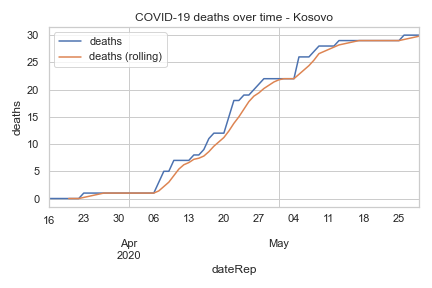 COVID-19 deaths over time - Kosovo
deaths
deaths (rolling)
deaths
30
25
20
15
10
5
0
16 23 30 06 13 20 27 04 11 18 25
Apr May
2020
dateRep